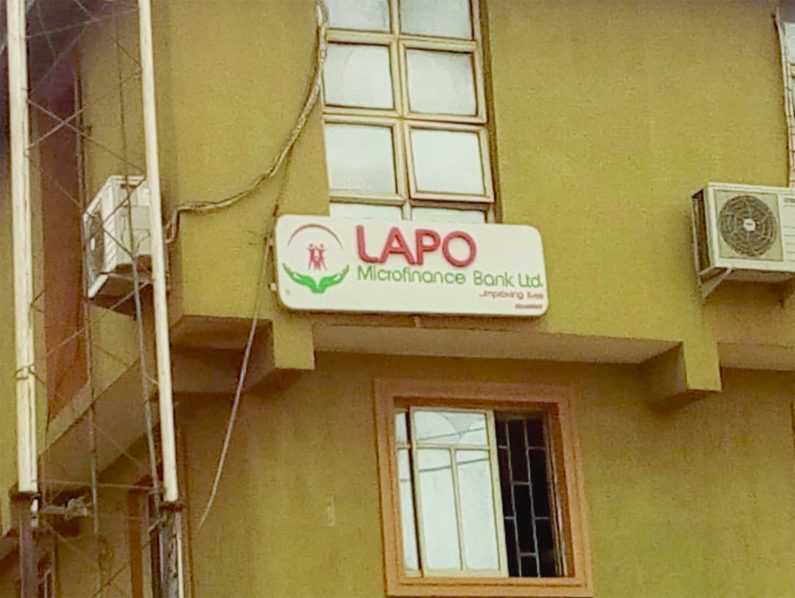 LAPO
Microfinance Bank Ltd.
...improving lives